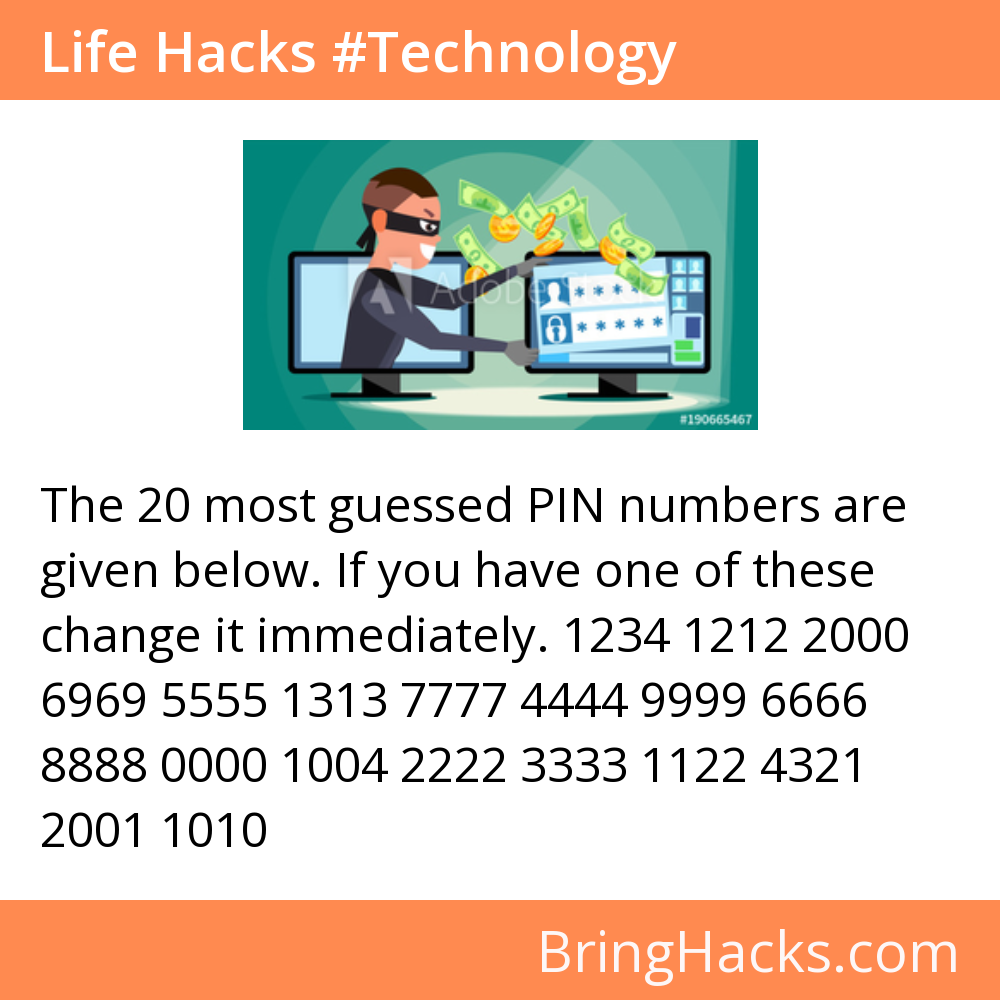 Life Hacks #Technology
Adobe Stock
* * * * 
* * * * *
#190665467
The 20 most guessed PIN numbers are
given below. If you have one of these
change it immediately. 1234 1212 2000
6969 5555 1313 7777 4444 9999 6666
8888 0000 1004 2222 3333 1122 4321
2001 1010
BringHacks.com